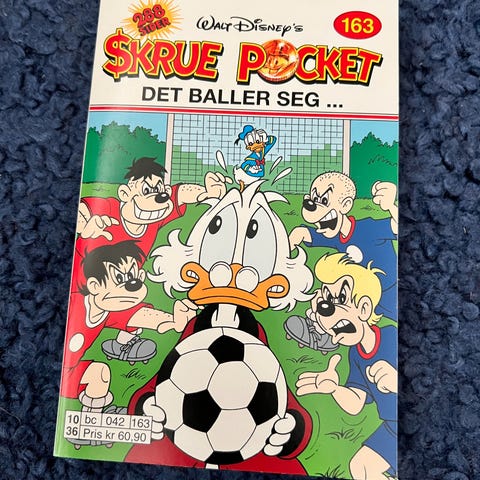 288
SIDER
WALT DISNEY's
163
$KRUE POCKET
DET BALLER SEG ...
10 bc 042 163
36 Pris kr 60,90